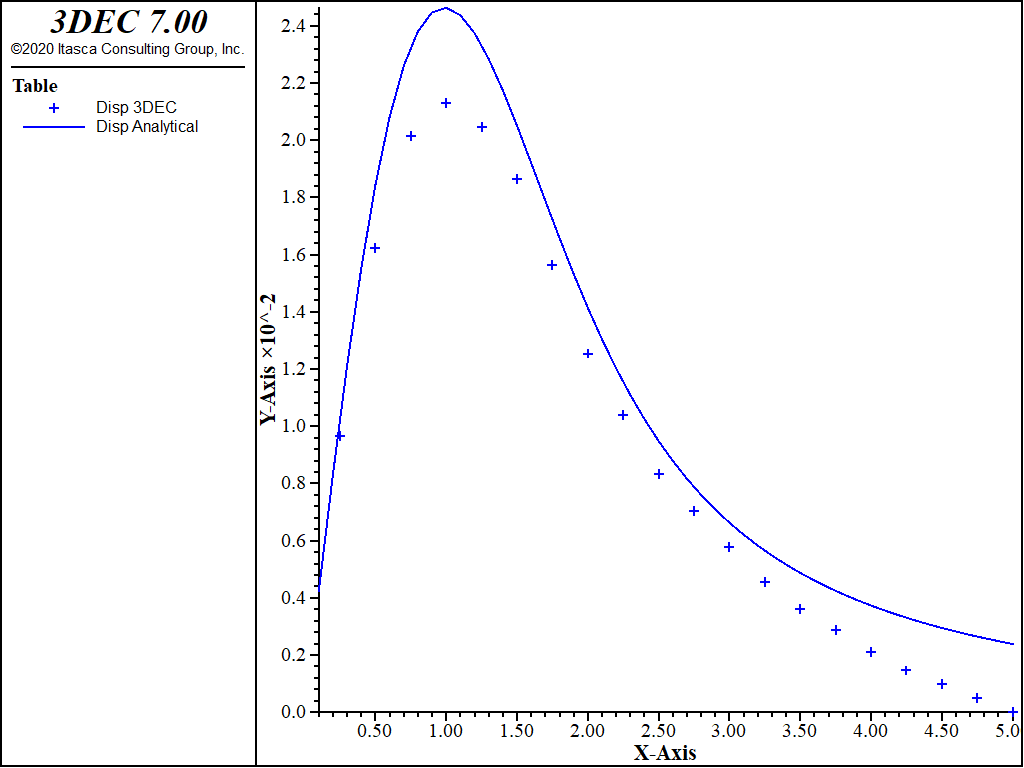 3DEC 7.00
©2020 Itasca Consulting Group, Inc.
Table
Disp 3DEC
Disp Analytical
Y-Axis ×10^-2
2.4
2.2
2.0
1.8
1.6
1.4
1.2
1.0
0.8
0.6
0.4
0.2
0.0
0.50 1.00 1.50 2.00 2.50 3.00 3.50 4.00 4.50 5.0
X-Axis